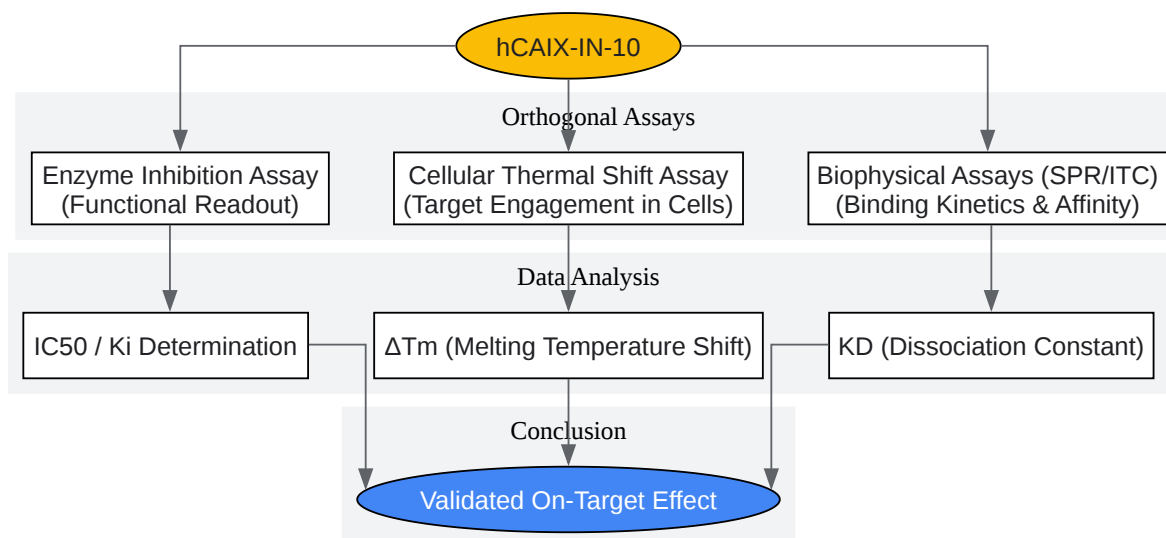 hCAIX-IN-10
Orthogonal Assays
Enzyme Inhibition Assay
(Functional Readout)
Cellular Thermal Shift Assay
(Target Engagement in Cells)
Biophysical Assays (SPR/ITC)
(Binding Kinetics & Affinity)
Data Analysis
IC50 / Ki Determination
ΔTm (Melting Temperature Shift)
KD (Dissociation Constant)
Conclusion
Validated On-Target Effect